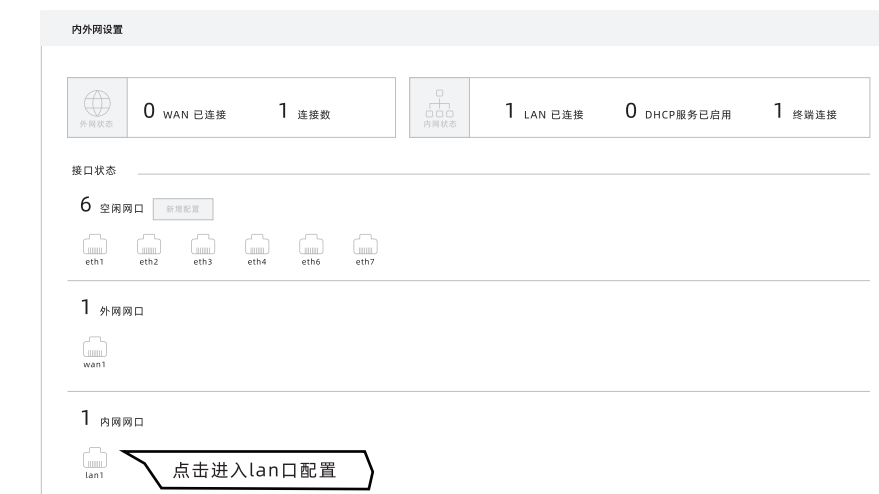 内外网设置
外网状态
0 WAN 已连接 1 连接数
内网状态
1 LAN 已连接 0 DHCP服务已启用 1 终端连接
接口状态
6 空闲网口 新增配置
eth1 eth2 eth3 eth4 eth6 eth7
1 外网网口
wan1
1 内网网口
lan1
点击进入lan口配置